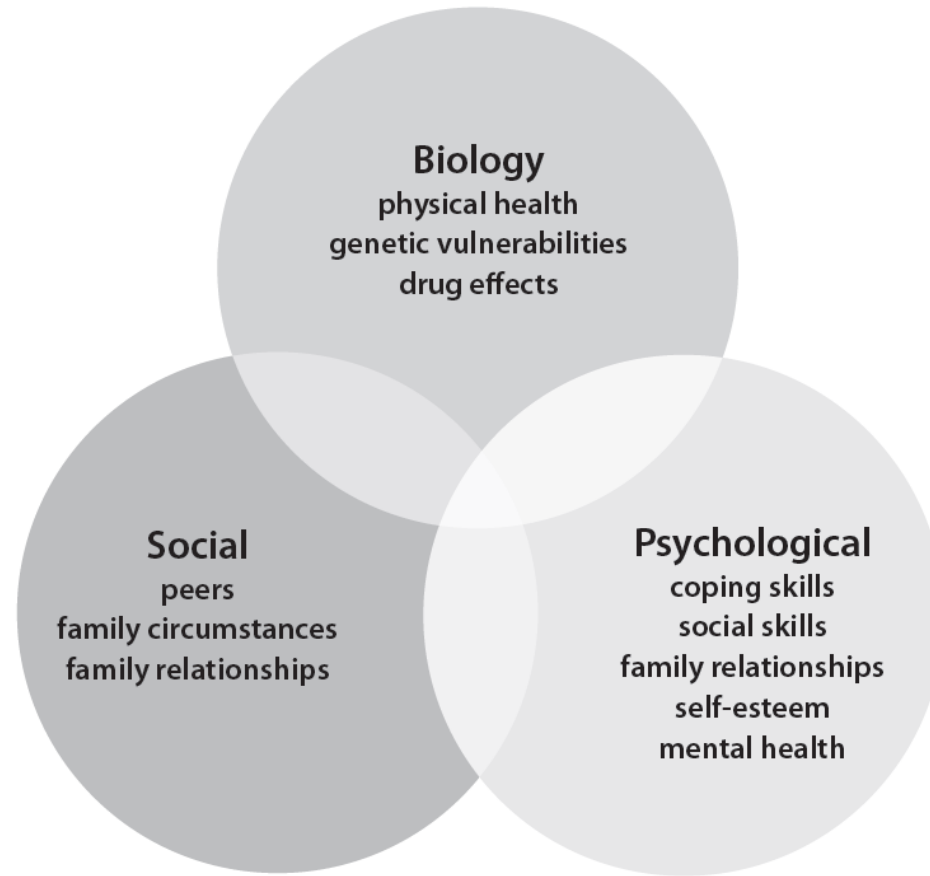 Biology
physical health
genetic vulnerabilities
drug effects
Social
peers
family circumstances
family relationships
Psychological
coping skills
social skills
family relationships
self-esteem
mental health